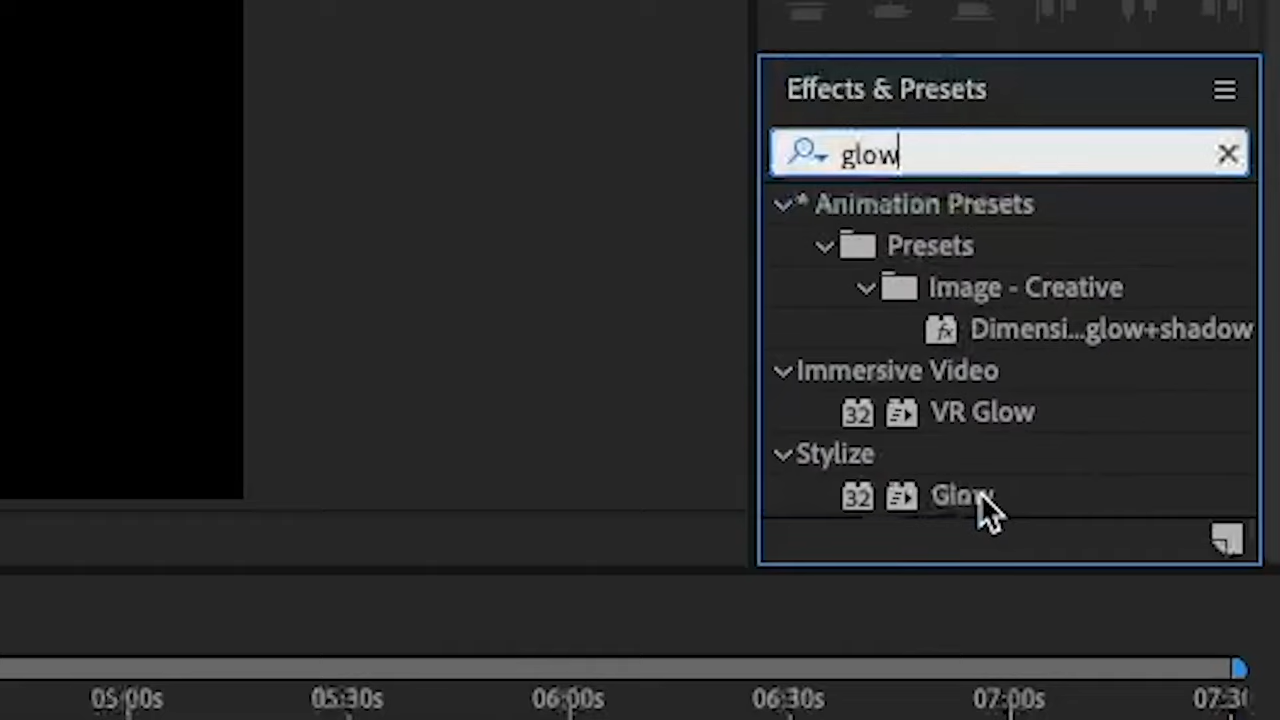 Effects & Presets
glow
* Animation Presets
Presets
Image - Creative
Dimensi...glow+shadow
Immersive Video
32 VR Glow
Stylize
32 Glow
05:00s 05:30s 06:00s 06:30s 07:00s